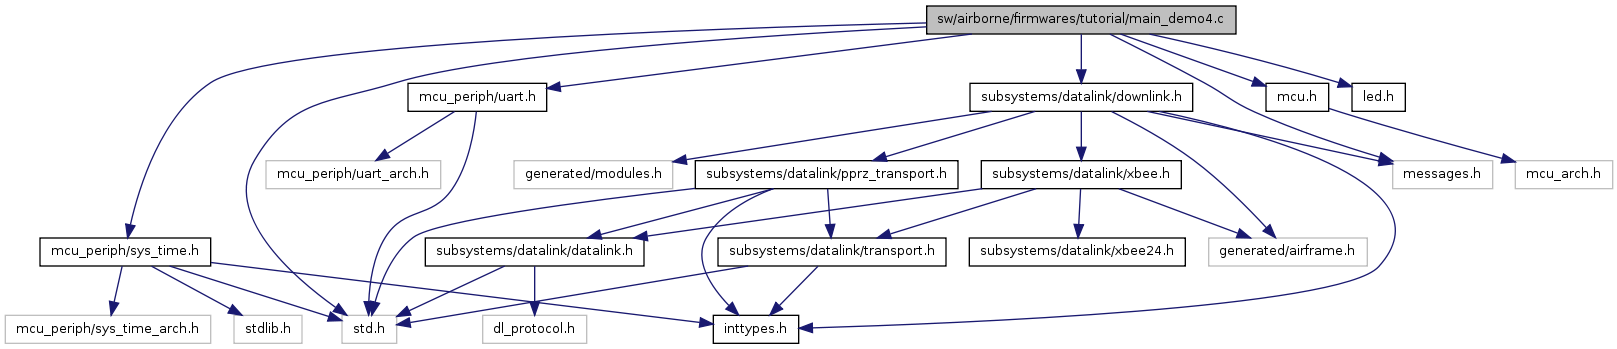 sw/airborne/firmwares/tutorial/main_demo4.c
mcu_periph/uart.h
subsystems/datalink/downlink.h
mcu.h
led.h
mcu_periph/uart_arch.h
generated/modules.h
subsystems/datalink/pprz_transport.h
subsystems/datalink/xbee.h
messages.h
mcu_arch.h
mcu_periph/sys_time.h
subsystems/datalink/datalink.h
subsystems/datalink/transport.h
subsystems/datalink/xbee24.h
generated/airframe.h
mcu_periph/sys_time_arch.h
stdlib.h
std.h
dl_protocol.h
inttypes.h